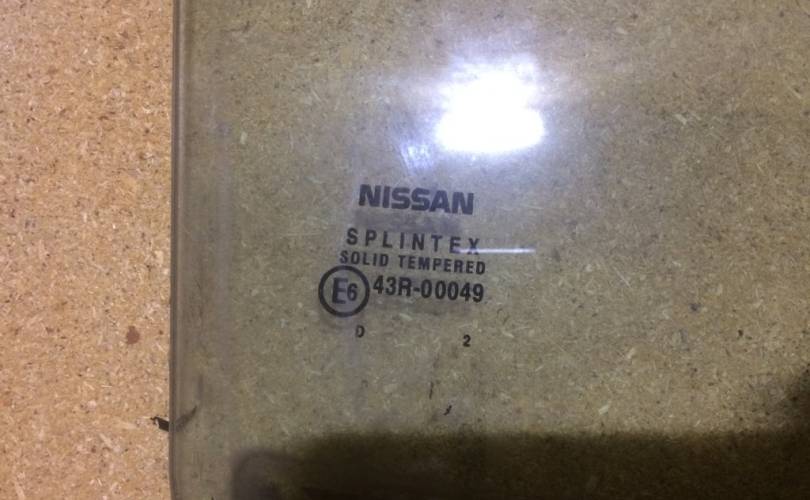 NISSAN
SPLINTEX
SOLID TEMPERED
E6 43R-00049
D 2